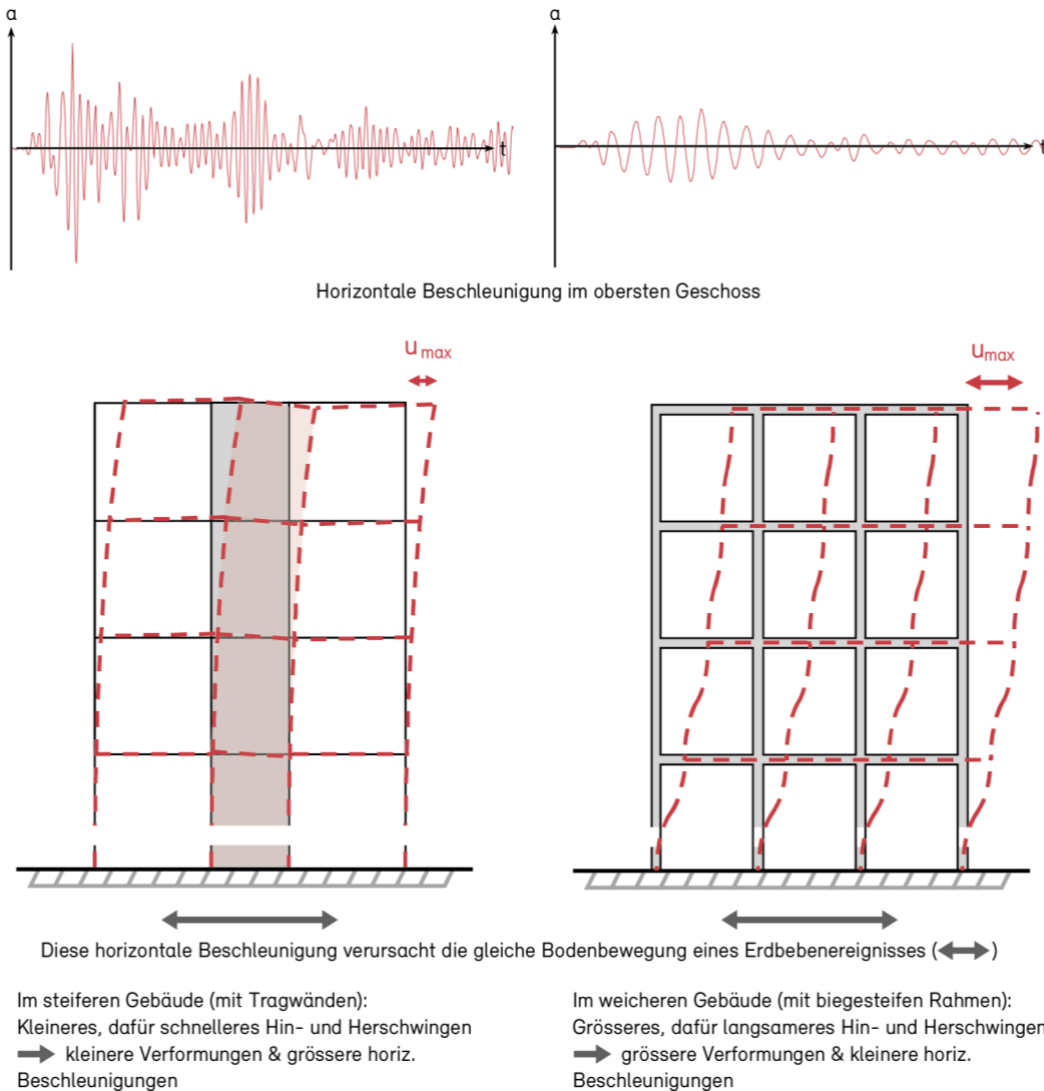 a
t
a
t
Horizontale Beschleunigung im obersten Geschoss
u max
u max
Diese horizontale Beschleunigung verursacht die gleiche Bodenbewegung eines Erdbebenereignisses (⟷)
Im steiferen Gebäude (mit Tragwänden):
Kleineres, dafür schnelleres Hin- und Herschwingen
➡ kleinere Verformungen & grössere horiz.
Beschleunigungen
Im weicheren Gebäude (mit biegesteifen Rahmen):
Grösseres, dafür langsameres Hin- und Herschwingen
➡ grössere Verformungen & kleinere horiz.
Beschleunigungen